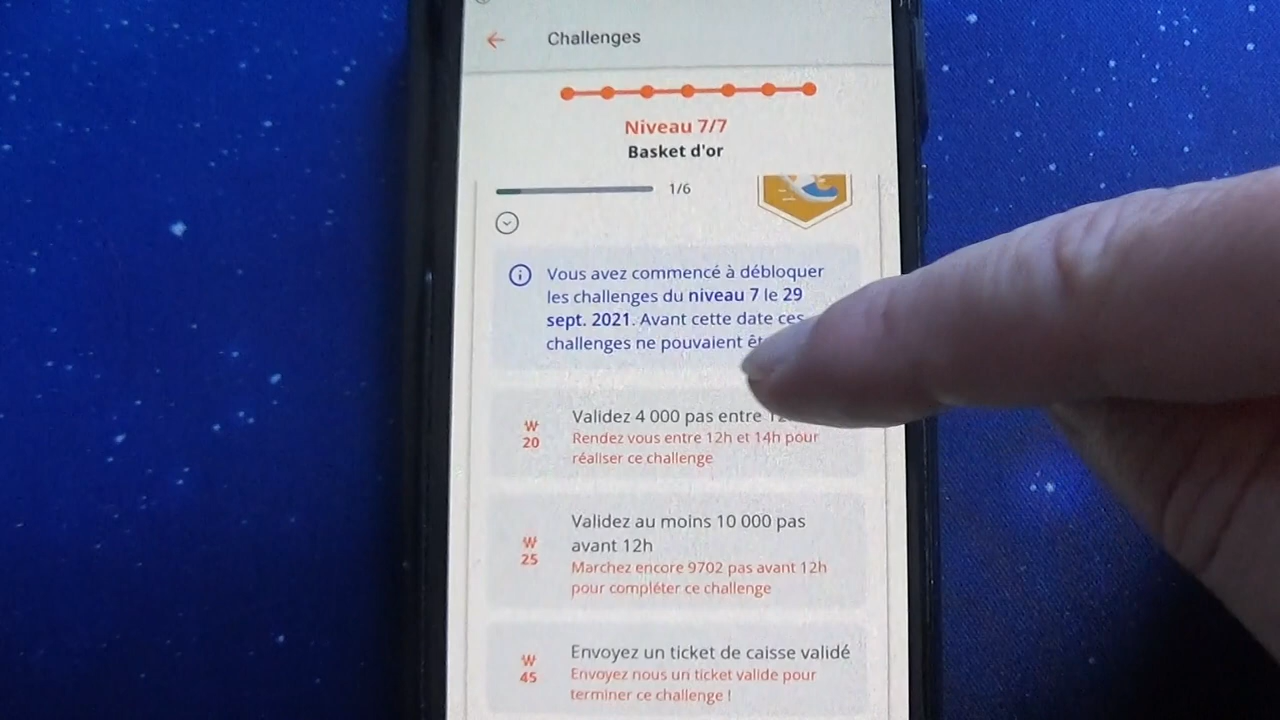 Challenges
Niveau 7/7
Basket d'or
1/6
Vous avez commencé à débloquer
les challenges du niveau 7 le 29
sept. 2021. Avant cette date ces
challenges ne pouvaient
Validez 4 000 pas entre
W
20
Rendez vous entre 12h et 14h pour
réaliser ce challenge
Validez au moins 10 000 pas
avant 12h
W
25
Marchez encore 9702 pas avant 12h
pour compléter ce challenge
Envoyez un ticket de caisse validé
W
45
Envoyez nous un ticket valide pour
terminer ce challenge !